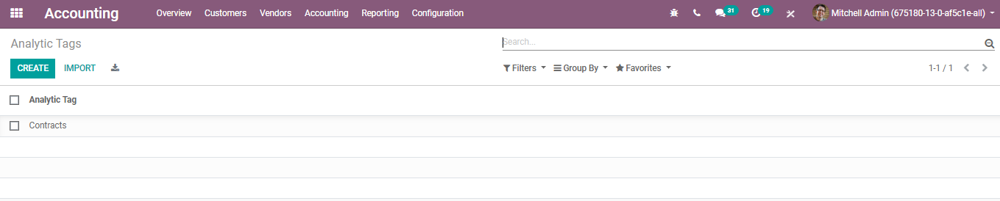 Accounting Overview Customers Vendors Accounting Reporting Configuration 31 19 Mitchell Admin (675180-13-0-af5c1e-all)
Analytic Tags Search...
CREATE IMPORT Filters Group By Favorites 1-1 / 1
Analytic Tag
Contracts